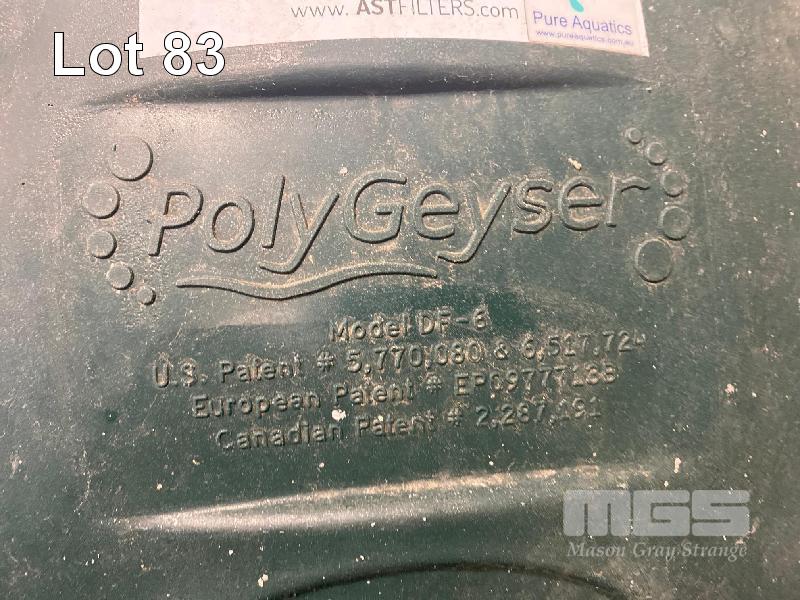 www.ASTFILTERS.com
Pure Aquatics
www.pureaquatics.com.au
Lot 83
PolyGeyser
Model DF-6
U.S. Patent # 5,770,080 & 6,517,724
European Patent # EP0977713B
Canadian Patent # 2,287,191
MGS
Mason Gray Strange